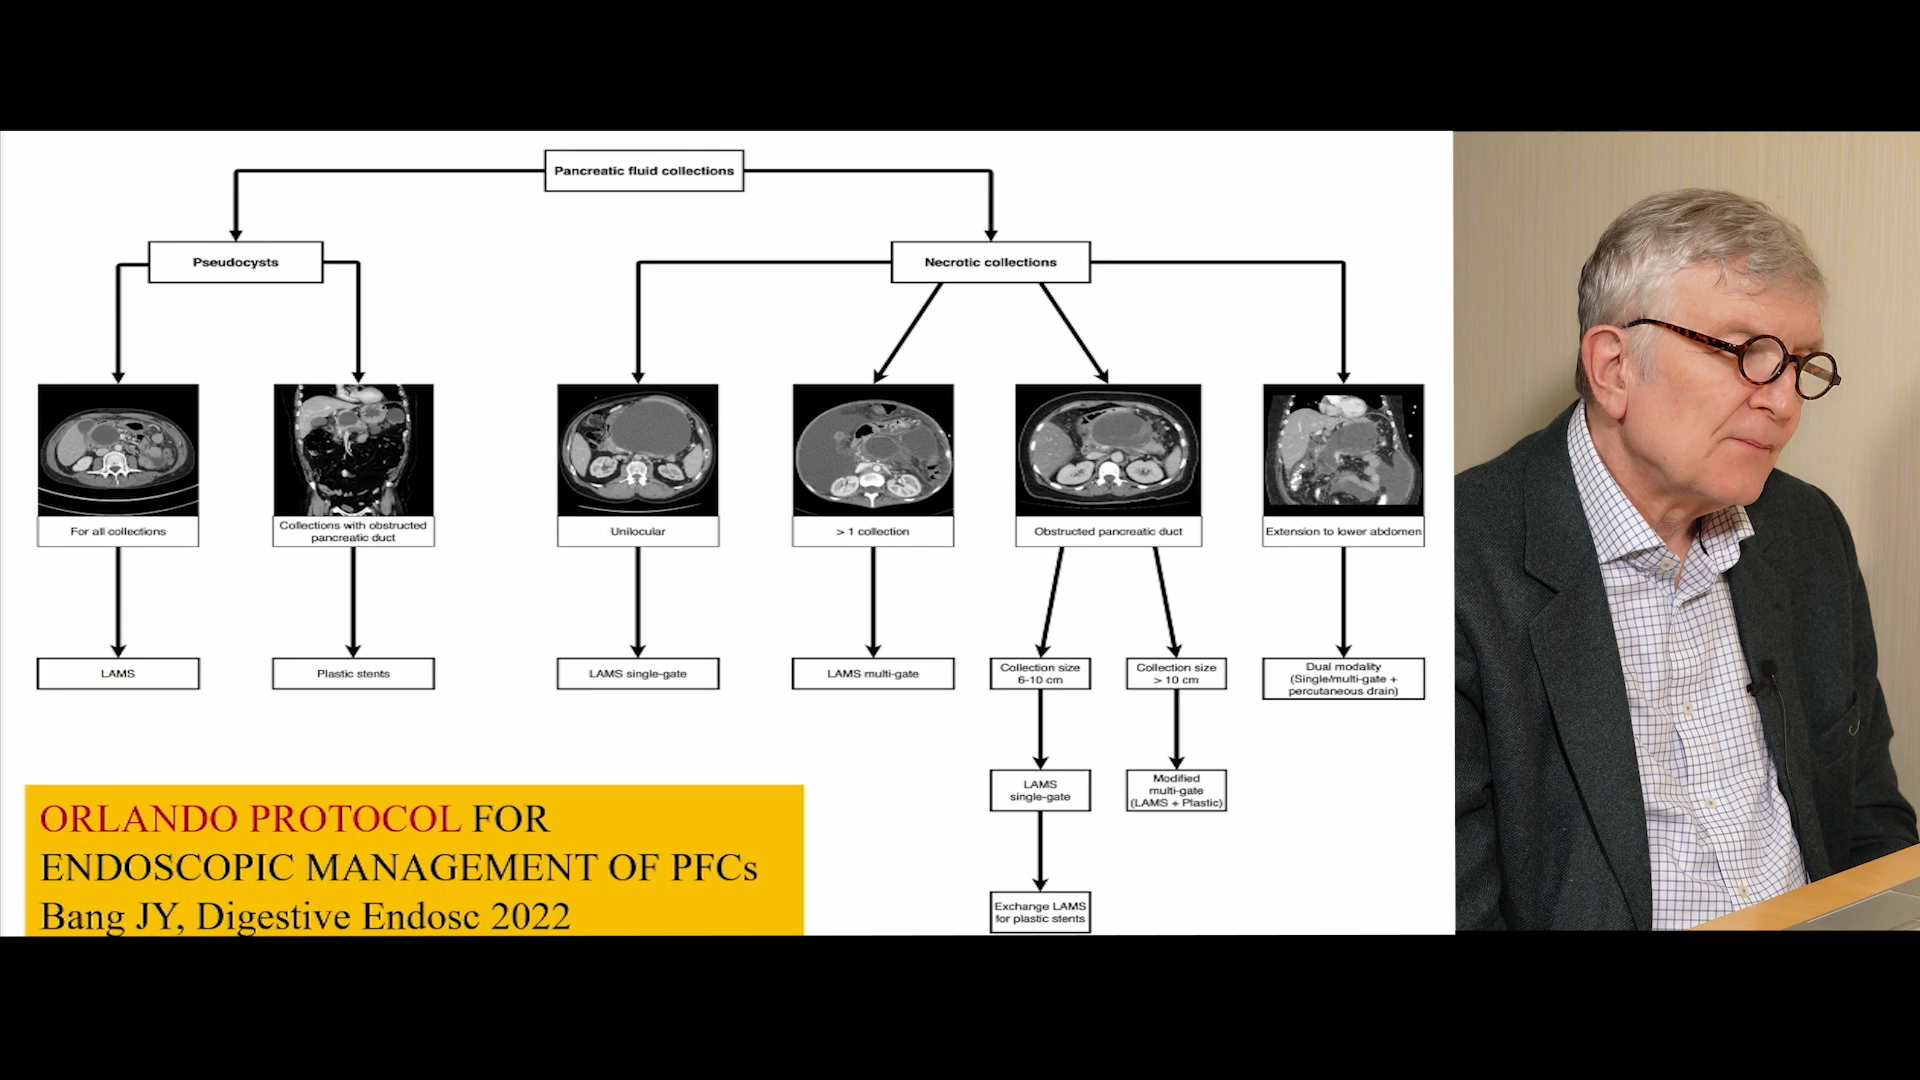 Pancreatic fluid collections
Pseudocysts
Necrotic collections
For all collections
Collections with obstructed
pancreatic duct
Unilocular
> 1 collection
Obstructed pancreatic duct
Extension to lower abdomen
LAMS
Plastic stents
LAMS single-gate
LAMS multi-gate
Collection size
6-10 cm
Collection size
> 10 cm
Dual modality
(Single/multi-gate +
percutaneous drain)
LAMS
single-gate
Modified
multi-gate
(LAMS + Plastic)
Exchange LAMS
for plastic stents
ORLANDO PROTOCOL FOR
ENDOSCOPIC MANAGEMENT OF PFCs
Bang JY, Digestive Endosc 2022